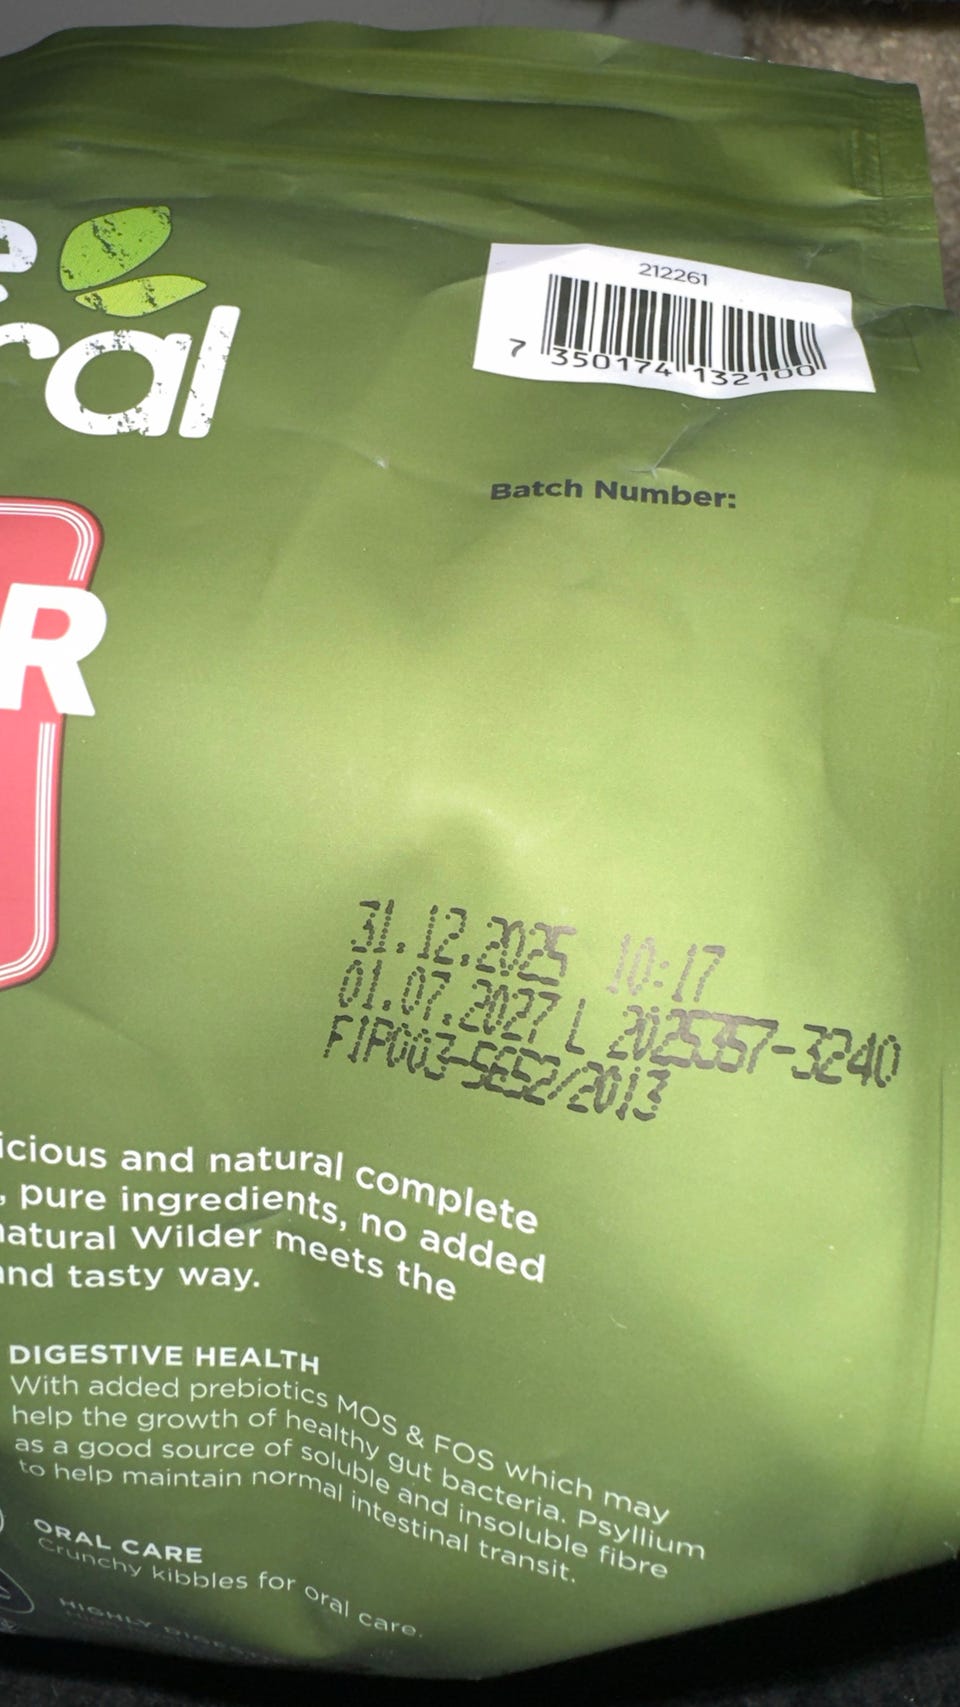 ral
212261
7 350174 132100
Batch Number:
R
31.12.2025 10:17
01.07.2027 L 2025357-3240
FIP003-SE52/2013
icious and natural complete
, pure ingredients, no added
natural Wilder meets the
and tasty way.
DIGESTIVE HEALTH
With added prebiotics MOS & FOS which may
help the growth of healthy gut bacteria. Psyllium
as a good source of soluble and insoluble fibre
to help maintain normal intestinal transit.
ORAL CARE
Crunchy kibbles for oral care.
HIGHLY